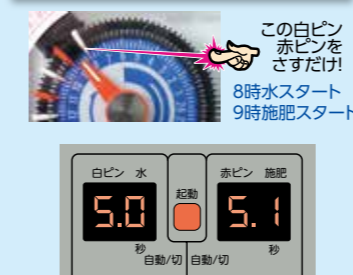 この白ピン
赤ピンを
さすだけ!
8時水スタート
9時施肥スタート
白ピン 水
起動
赤ピン 施肥
5.0
5.1
秒
秒
自動/切
自動/切